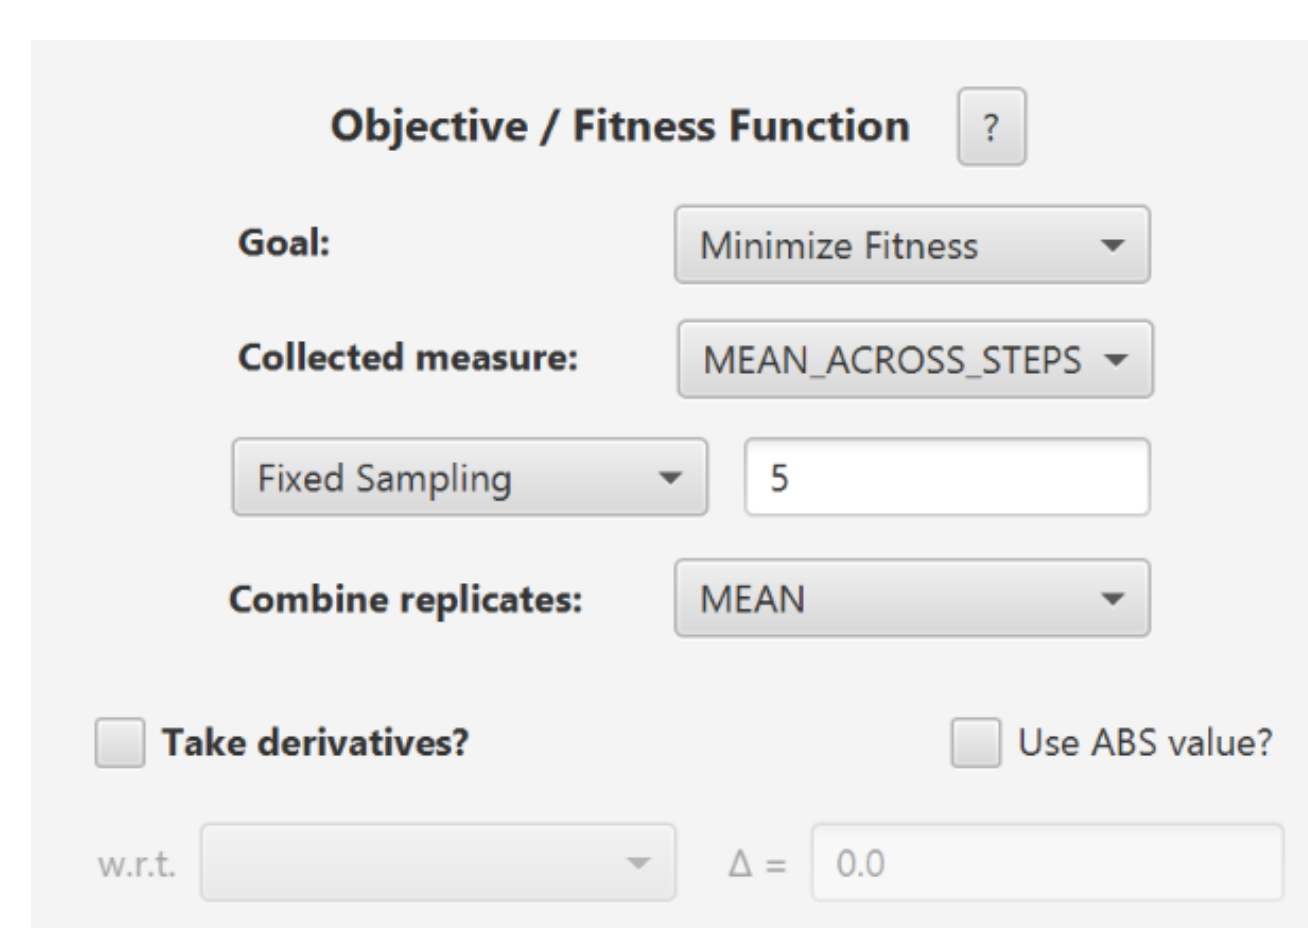 Objective / Fitness Function ?
Goal: Minimize Fitness
Collected measure: MEAN_ACROSS_STEPS
Fixed Sampling 5
Combine replicates: MEAN
Take derivatives? Use ABS value?
w.r.t. Δ = 0.0